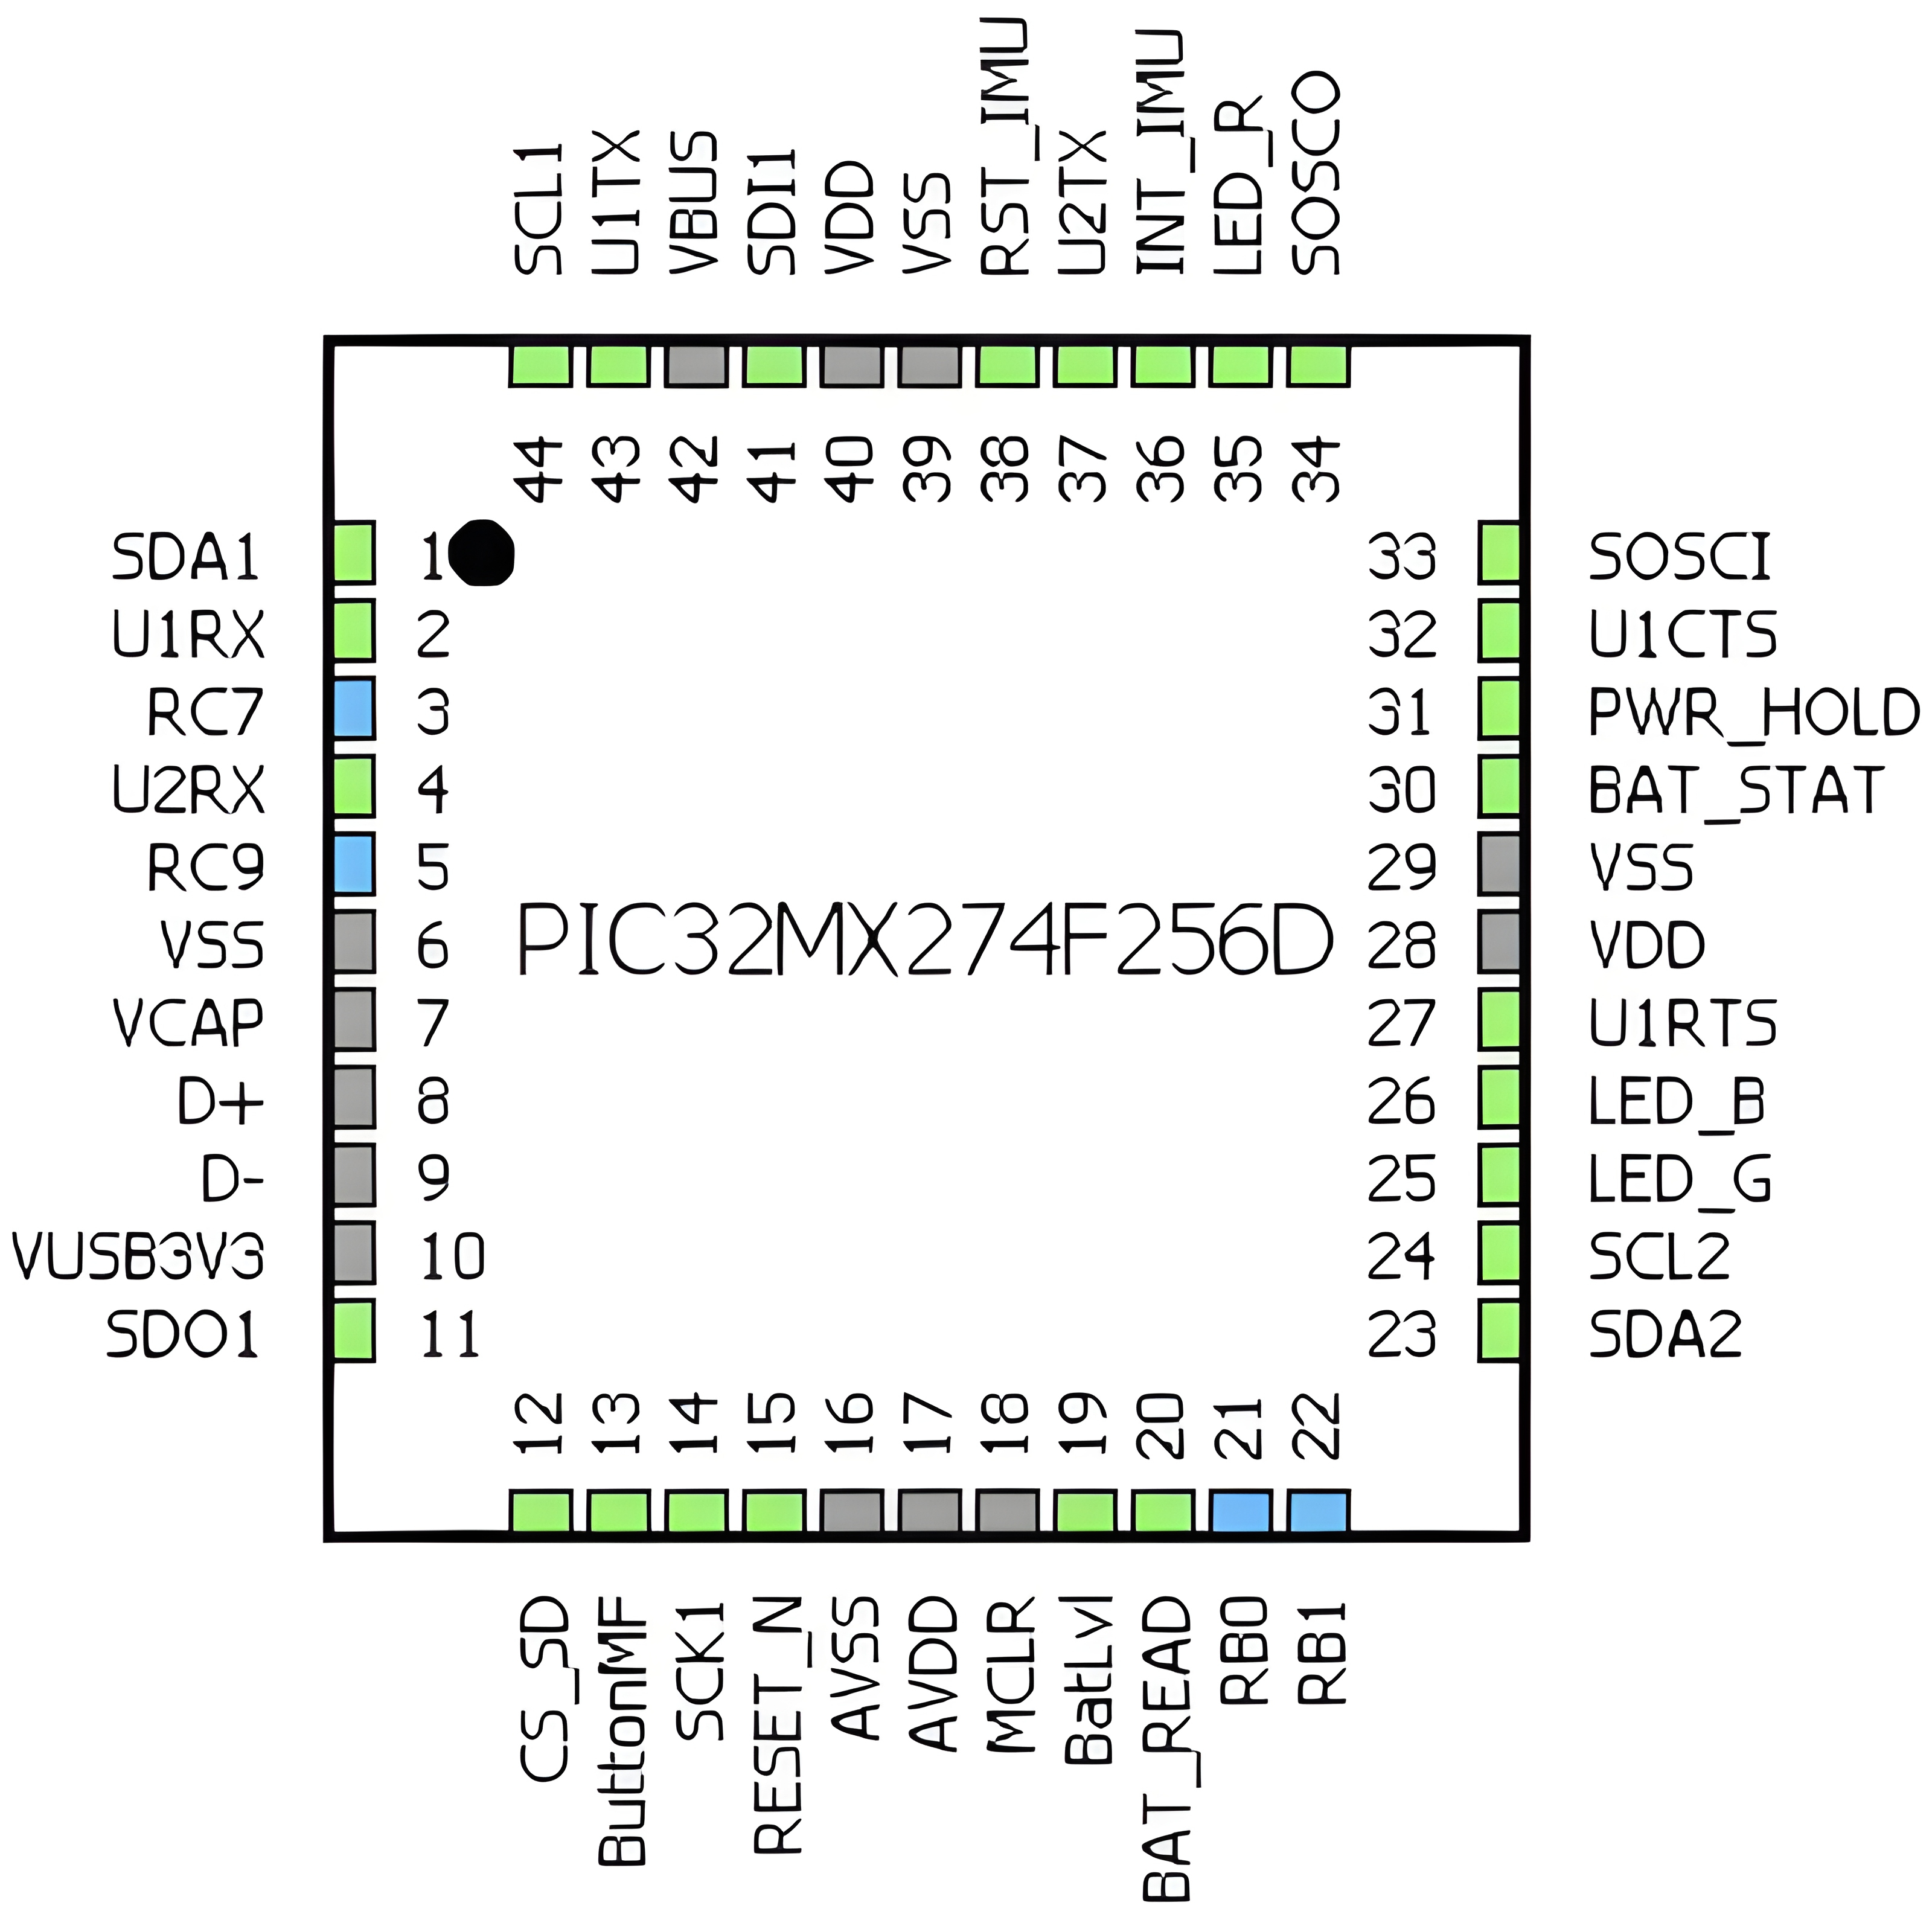 SCL1 U1TX VBUS SDI1 VDD VSS RST_IMU U2TX INT_IMU LED_R SOSCO
44 43 42 41 40 39 38 37 36 35 34
SDA1 1 33 SOSCI
U1RX 2 32 U1CTS
RC7 3 31 PWR_HOLD
U2RX 4 30 BAT_STAT
RC9 5 29 VSS
VSS 6 PIC32MX274F256D 28 VDD
VCAP 7 27 U1RTS
D+ 8 26 LED_B
D- 9 25 LED_G
VUSB3V3 10 24 SCL2
SDO1 11 23 SDA2
12 13 14 15 16 17 18 19 20 21 22
CS_SD ButtonMF SCK1 RESET_N AVSS AVDD MCLR BatLvl BAT_READ RB0 RB1